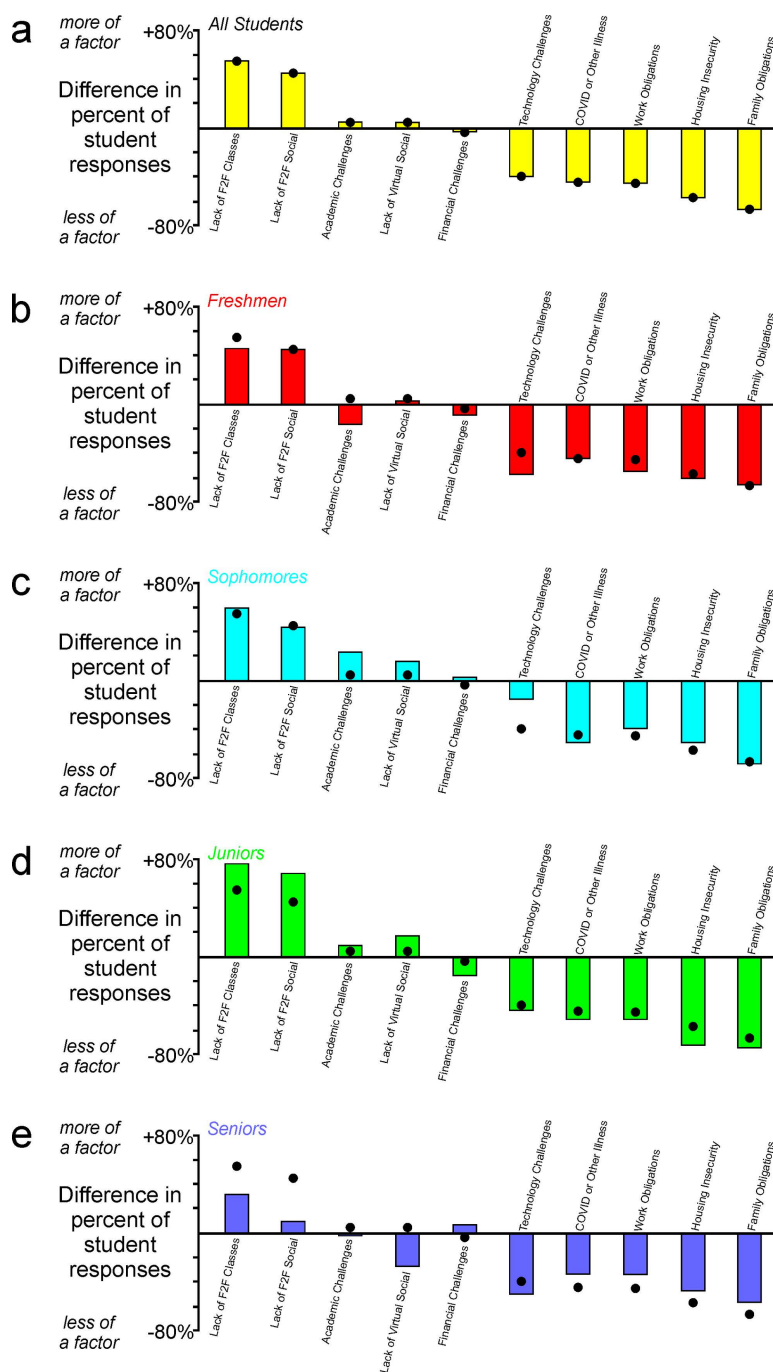 a
more of
a factor
+80%
All Students
Difference in
percent of
student
responses
less of
a factor
-80%
Lack of F2F Classes
Lack of F2F Social
Academic Challenges
Lack of Virtual Social
Financial Challenges
Technology Challenges
COVID or Other Illness
Work Obligations
Housing Insecurity
Family Obligations
b
more of
a factor
+80%
Freshmen
Difference in
percent of
student
responses
less of
a factor
-80%
Lack of F2F Classes
Lack of F2F Social
Academic Challenges
Lack of Virtual Social
Financial Challenges
Technology Challenges
COVID or Other Illness
Work Obligations
Housing Insecurity
Family Obligations
c
more of
a factor
+80%
Sophomores
Difference in
percent of
student
responses
less of
a factor
-80%
Lack of F2F Classes
Lack of F2F Social
Academic Challenges
Lack of Virtual Social
Financial Challenges
Technology Challenges
COVID or Other Illness
Work Obligations
Housing Insecurity
Family Obligations
d
more of
a factor
+80%
Juniors
Difference in
percent of
student
responses
less of
a factor
-80%
Lack of F2F Classes
Lack of F2F Social
Academic Challenges
Lack of Virtual Social
Financial Challenges
Technology Challenges
COVID or Other Illness
Work Obligations
Housing Insecurity
Family Obligations
e
more of
a factor
+80%
Seniors
Difference in
percent of
student
responses
less of
a factor
-80%
Lack of F2F Classes
Lack of F2F Social
Academic Challenges
Lack of Virtual Social
Financial Challenges
Technology Challenges
COVID or Other Illness
Work Obligations
Housing Insecurity
Family Obligations